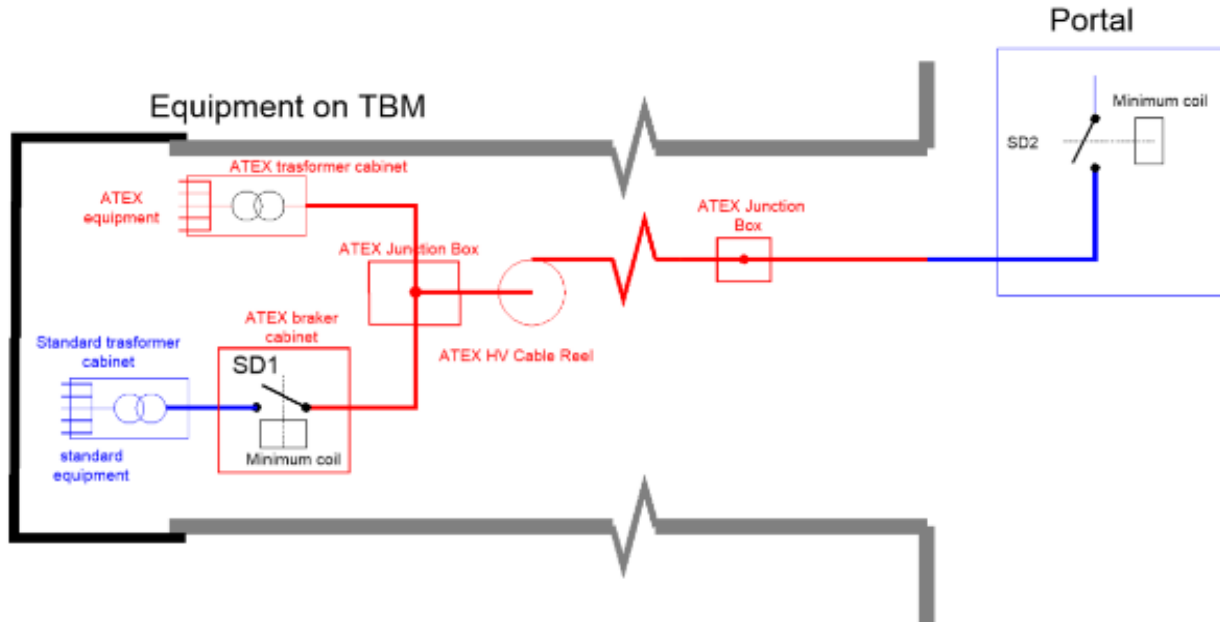 Portal
Minimum coil
SD2
Equipment on TBM
ATEX trasformer cabinet
ATEX
equipment
ATEX Junction
Box
ATEX Junction Box
ATEX braker
cabinet
ATEX HV Cable Reel
Standard trasformer
cabinet
SD1
Minimum coil
standard
equipment